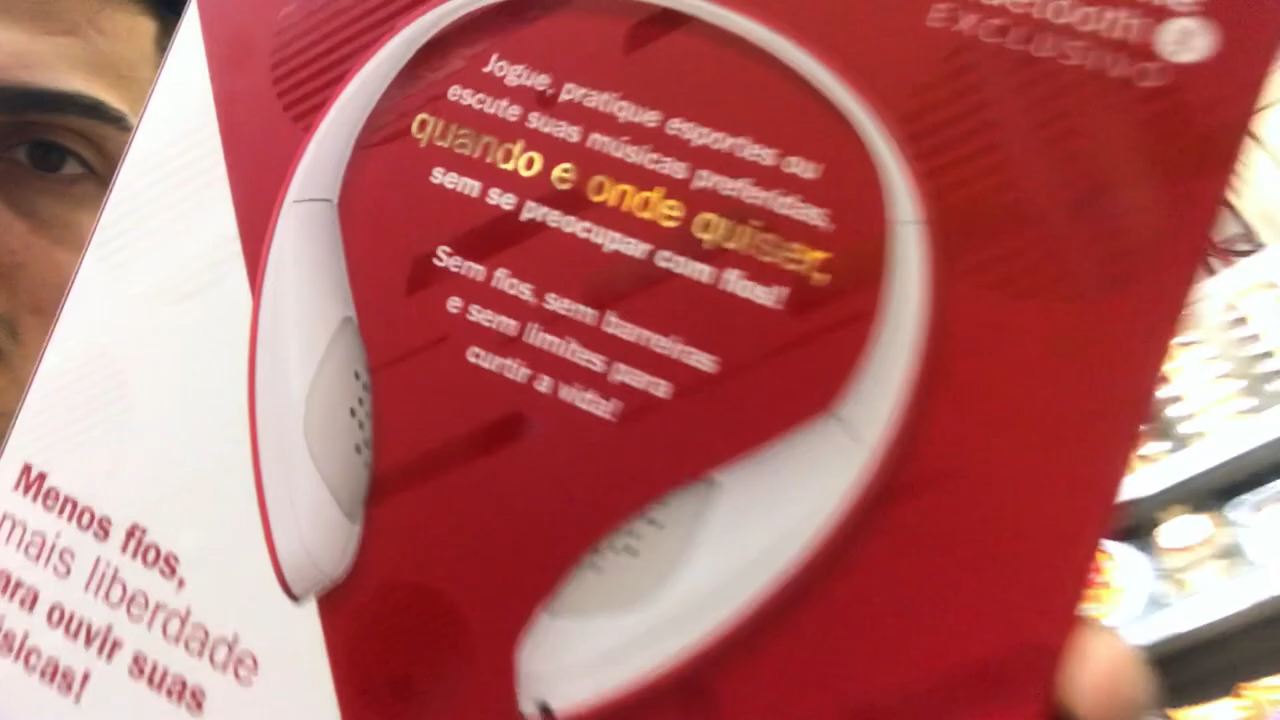 EXCLUSIVO
Jogue, pratique esportes ou
escute suas músicas preferidas,
quando e onde quiser,
sem se preocupar com fios!
Sem fios, sem barreiras
e sem limites para
curtir a vida!
Menos fios,
mais liberdade
ara ouvir suas
sicas!